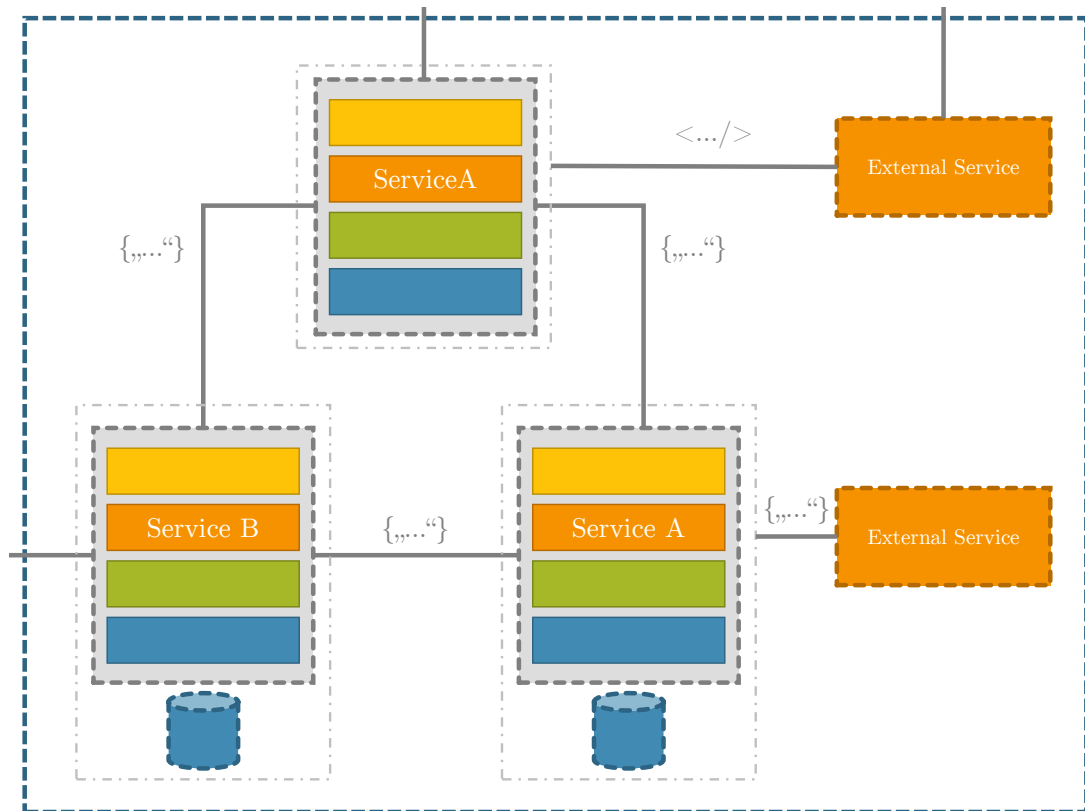 <.../>
ServiceA
External Service
{„...“}
{„...“}
Service B
{„...“}
Service A
{„...“}
External Service